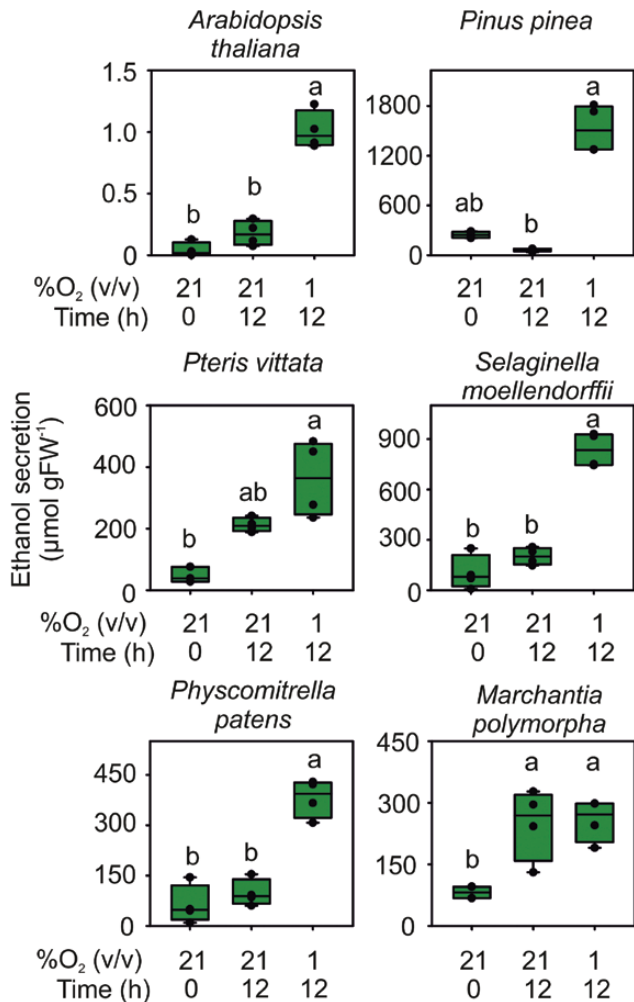 Arabidopsis
thaliana
Pinus pinea
1.5
1.0
0.5
0
b
b
a
1800
1200
600
0
ab
b
a
%O₂ (v/v) 21 21 1 21 21 1
Time (h) 0 12 12 0 12 12
Pteris vittata
Selaginella
moellendorffii
Ethanol secretion
(μmol gFW⁻¹)
600
400
200
0
b
ab
a
900
600
300
0
b
b
a
%O₂ (v/v) 21 21 1 21 21 1
Time (h) 0 12 12 0 12 12
Physcomitrella
patens
Marchantia
polymorpha
450
300
150
0
b
b
a
450
300
150
0
b
a
a
%O₂ (v/v) 21 21 1 21 21 1
Time (h) 0 12 12 0 12 12